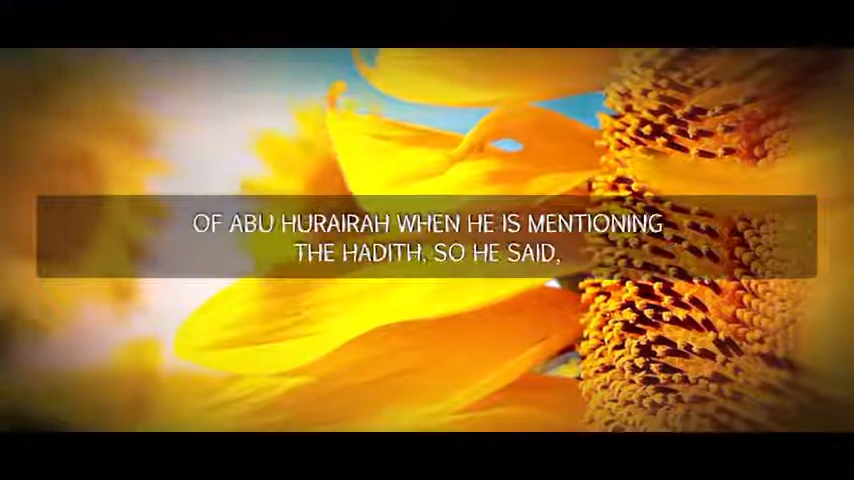 OF ABU HURAIRAH WHEN HE IS MENTIONING
THE HADITH, SO HE SAID,